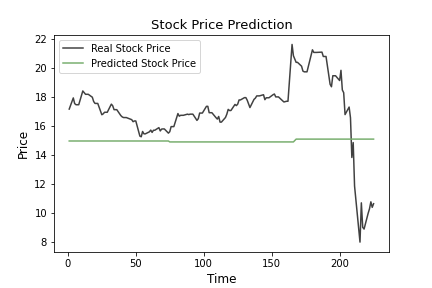 Stock Price Prediction
Real Stock Price
Predicted Stock Price
Price
22
20
18
16
14
12
10
8
0 50 100 150 200
Time